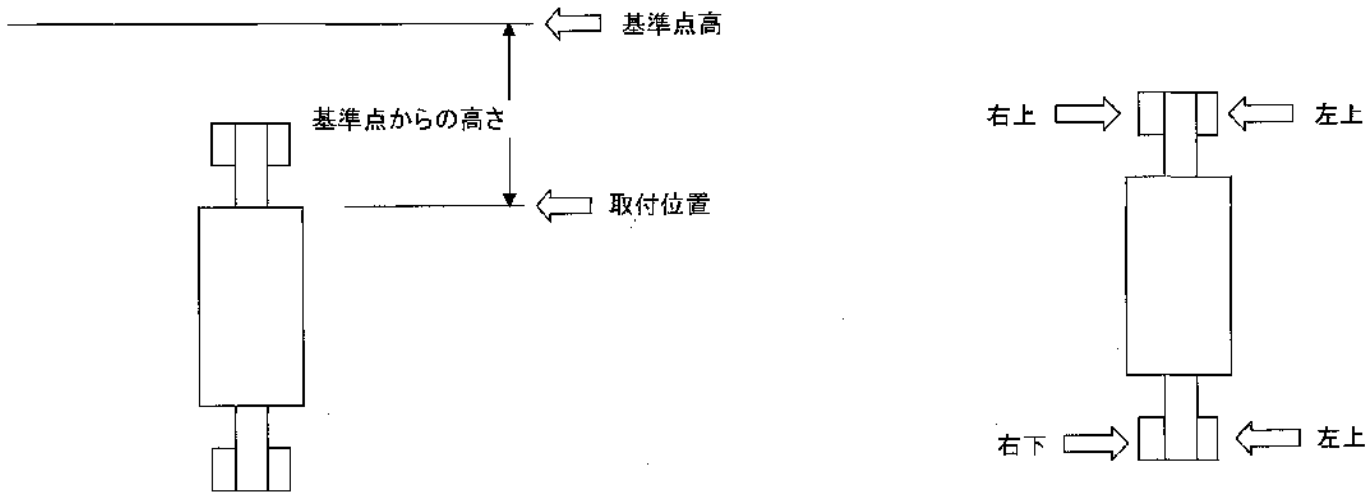 基準点高
基準点からの高さ
取付位置
右上
左上
右下
左上